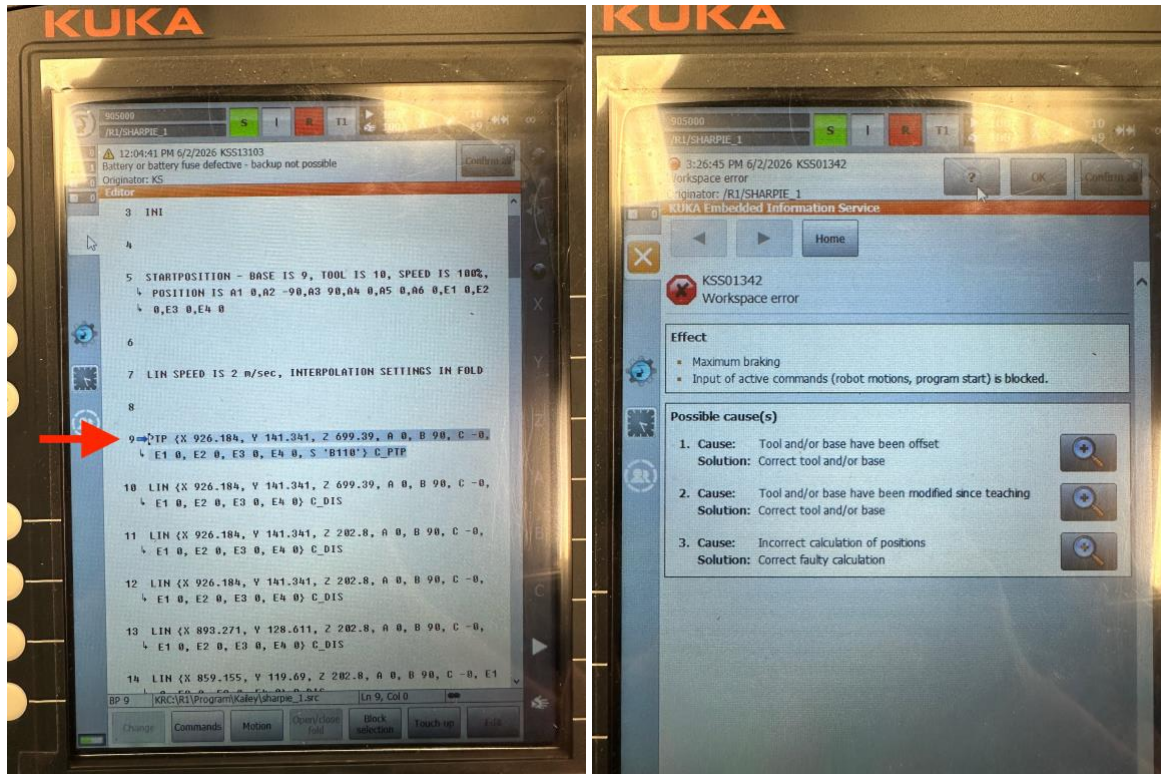 KUKA
905000
/R1/SHARPIE_1
S I R T1
12:04:41 PM 6/2/2026 KSS13103
Battery or battery fuse defective - backup not possible
Originator: KS
Confirm all
Editor
3 INI
4
5 STARTPOSITION - BASE IS 9, TOOL IS 10, SPEED IS 100%,
POSITION IS A1 0,A2 -90,A3 90,A4 0,A5 0,A6 0,E1 0,E2
0,E3 0,E4 0
6
7 LIN SPEED IS 2 m/sec, INTERPOLATION SETTINGS IN FOLD
8
9 PTP {X 926.184, Y 141.341, Z 699.39, A 0, B 90, C -0,
E1 0, E2 0, E3 0, E4 0, S 'B110'} C_PTP
10 LIN {X 926.184, Y 141.341, Z 699.39, A 0, B 90, C -0,
E1 0, E2 0, E3 0, E4 0} C_DIS
11 LIN {X 926.184, Y 141.341, Z 202.8, A 0, B 90, C -0,
E1 0, E2 0, E3 0, E4 0} C_DIS
12 LIN {X 926.184, Y 141.341, Z 202.8, A 0, B 90, C -0,
E1 0, E2 0, E3 0, E4 0} C_DIS
13 LIN {X 893.271, Y 128.611, Z 202.8, A 0, B 90, C -0,
E1 0, E2 0, E3 0, E4 0} C_DIS
14 LIN {X 859.155, Y 119.69, Z 202.8, A 0, B 90, C -0, E1
BP 9 KRC:\R1\Program\Kailey\sharpie_1.src Ln 9, Col 0
Change Commands Motion Open/close fold Block selection Touch up Edit
X
Y
Z
A
B
C
KUKA
905000
/R1/SHARPIE_1
S I R T1
3:26:45 PM 6/2/2026 KSS01342
Workspace error
Originator: /R1/SHARPIE_1
? OK Confirm all
KUKA Embedded Information Service
Home
KSS01342
Workspace error
Effect
Maximum braking
Input of active commands (robot motions, program start) is blocked.
Possible cause(s)
1. Cause: Tool and/or base have been offset
Solution: Correct tool and/or base
2. Cause: Tool and/or base have been modified since teaching
Solution: Correct tool and/or base
3. Cause: Incorrect calculation of positions
Solution: Correct faulty calculation